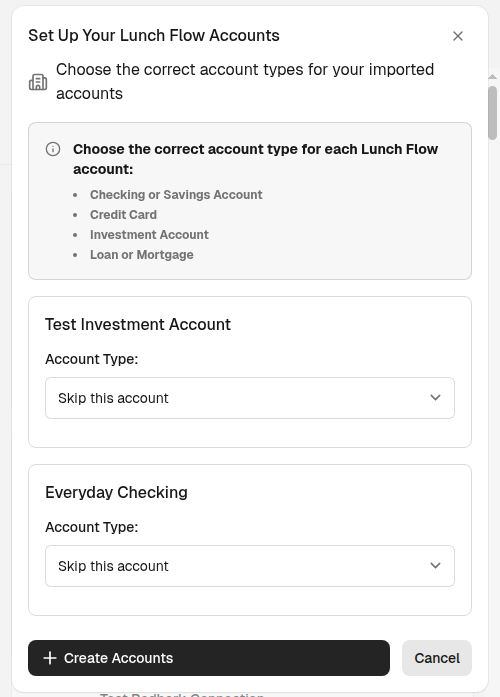 Set Up Your Lunch Flow Accounts
Choose the correct account types for your imported
accounts
Choose the correct account type for each Lunch Flow
account:
• Checking or Savings Account
• Credit Card
• Investment Account
• Loan or Mortgage
Test Investment Account
Account Type:
Skip this account
Everyday Checking
Account Type:
Skip this account
Create Accounts
Cancel